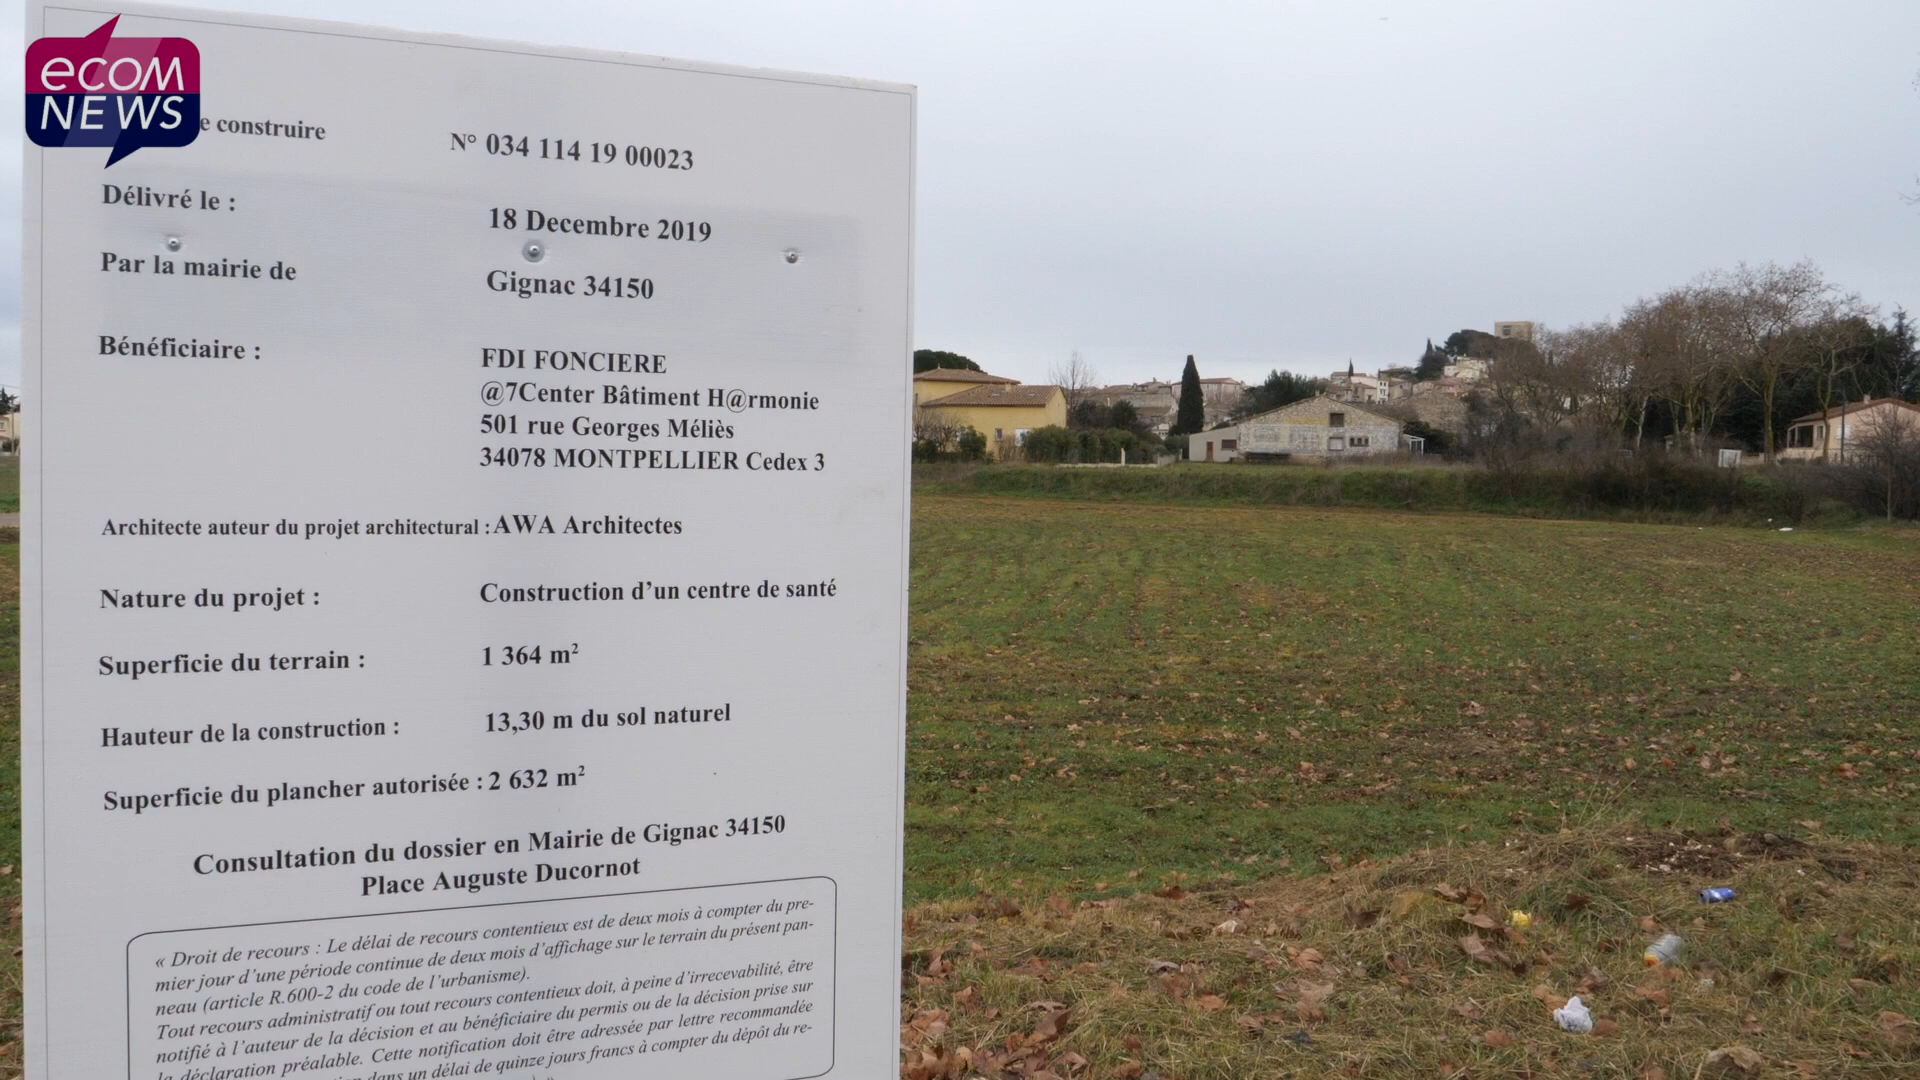 eCOM
NEWS
e construire N° 034 114 19 00023
Délivré le : 18 Decembre 2019
Par la mairie de Gignac 34150
Bénéficiaire : FDI FONCIERE
@7Center Bâtiment H@rmonie
501 rue Georges Méliès
34078 MONTPELLIER Cedex 3
Architecte auteur du projet architectural : AWA Architectes
Nature du projet : Construction d'un centre de santé
Superficie du terrain : 1 364 m²
Hauteur de la construction : 13,30 m du sol naturel
Superficie du plancher autorisée : 2 632 m²
Consultation du dossier en Mairie de Gignac 34150
Place Auguste Ducornot
« Droit de recours : Le délai de recours contentieux est de deux mois à compter du pre-
mier jour d'une période continue de deux mois d'affichage sur le terrain du présent pan-
neau (article R.600-2 du code de l'urbanisme).
Tout recours administratif ou tout recours contentieux doit, à peine d'irrecevabilité, être
notifié à l'auteur de la décision et au bénéficiaire du permis ou de la décision prise sur
la déclaration préalable. Cette notification doit être adressée par lettre recommandée
dans un délai de quinze jours francs à compter du dépôt du re-